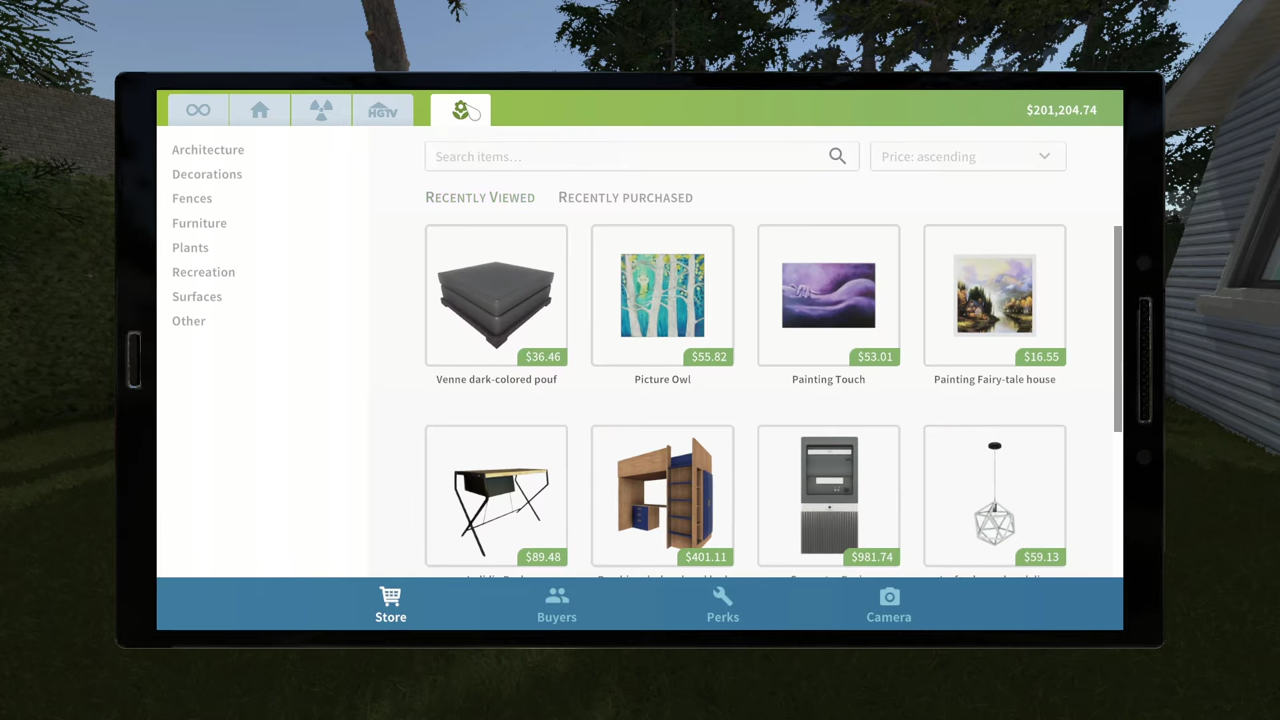 HGTV
$201,204.74
Architecture
Decorations
Fences
Furniture
Plants
Recreation
Surfaces
Other
Search items...
Price: ascending
RECENTLY VIEWED
RECENTLY PURCHASED
$36.46
$55.82
$53.01
$16.55
Venne dark-colored pouf
Picture Owl
Painting Touch
Painting Fairy-tale house
$89.48
$401.11
$981.74
$59.13
Store
Buyers
Perks
Camera